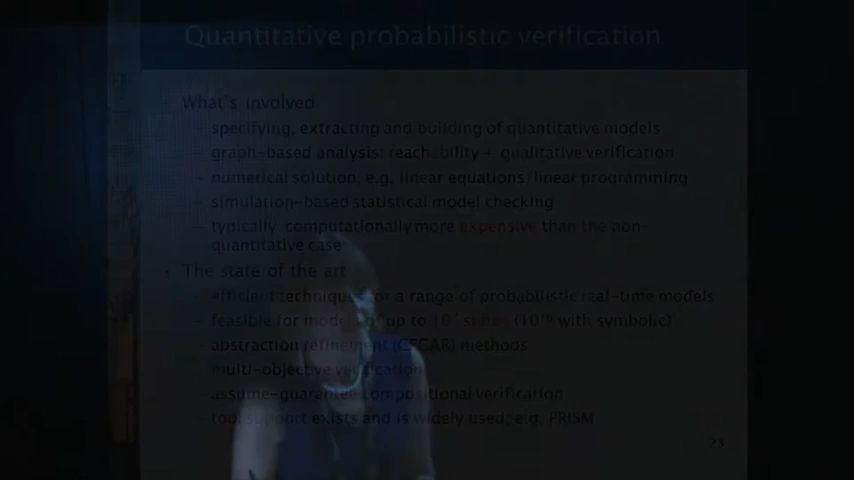 Quantitative probabilistic verification
What's involved
– specifying, extracting and building of quantitative models
– graph-based analysis: reachability + qualitative verification
– numerical solution, e.g. linear equations/linear programming
– simulation-based statistical model checking
– typically computationally more expensive than the non-
quantitative case
• The state of the art
– efficient techniques for a range of probabilistic real-time models
– feasible for models of up to 10⁷ states (10¹⁰ with symbolic)
– abstraction refinement (CEGAR) methods
– multi-objective verification
– assume-guarantee compositional verification
– tool support exists and is widely used, e.g. PRISM
23